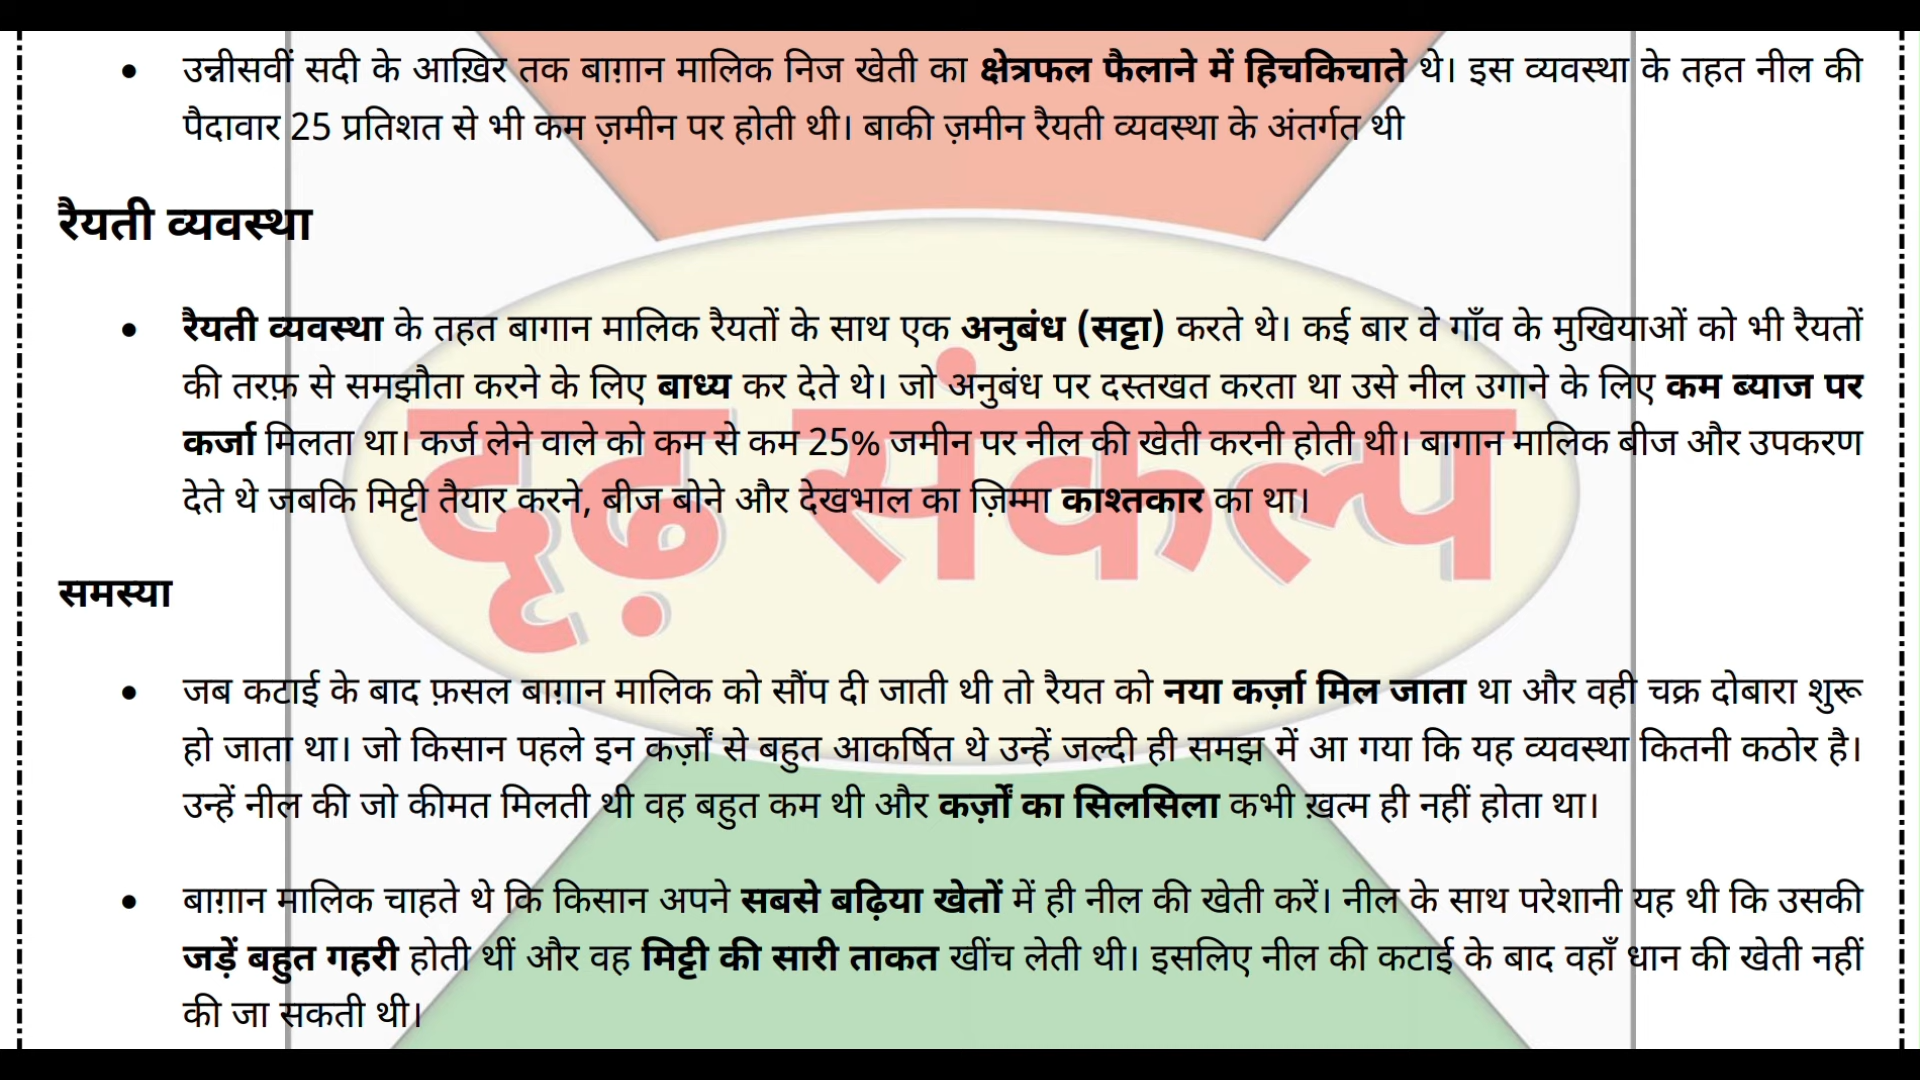 • उन्नीसवीं सदी के आख़िर तक बाग़ान मालिक निज खेती का क्षेत्रफल फैलाने में हिचकिचाते थे। इस व्यवस्था के तहत नील की
पैदावार 25 प्रतिशत से भी कम ज़मीन पर होती थी। बाकी ज़मीन रैयती व्यवस्था के अंतर्गत थी
रैयती व्यवस्था
• रैयती व्यवस्था के तहत बागान मालिक रैयतों के साथ एक अनुबंध (सट्टा) करते थे। कई बार वे गाँव के मुखियाओं को भी रैयतों
की तरफ़ से समझौता करने के लिए बाध्य कर देते थे। जो अनुबंध पर दस्तखत करता था उसे नील उगाने के लिए कम ब्याज पर
कर्जा मिलता था। कर्ज लेने वाले को कम से कम 25% जमीन पर नील की खेती करनी होती थी। बागान मालिक बीज और उपकरण
देते थे जबकि मिट्टी तैयार करने, बीज बोने और देखभाल का ज़िम्मा काश्तकार का था।
दृढ़ संकल्प
समस्या
• जब कटाई के बाद फ़सल बाग़ान मालिक को सौंप दी जाती थी तो रैयत को नया कर्ज़ा मिल जाता था और वही चक्र दोबारा शुरू
हो जाता था। जो किसान पहले इन कर्ज़ों से बहुत आकर्षित थे उन्हें जल्दी ही समझ में आ गया कि यह व्यवस्था कितनी कठोर है।
उन्हें नील की जो कीमत मिलती थी वह बहुत कम थी और कर्ज़ों का सिलसिला कभी ख़त्म ही नहीं होता था।
• बाग़ान मालिक चाहते थे कि किसान अपने सबसे बढ़िया खेतों में ही नील की खेती करें। नील के साथ परेशानी यह थी कि उसकी
जड़ें बहुत गहरी होती थीं और वह मिट्टी की सारी ताकत खींच लेती थी। इसलिए नील की कटाई के बाद वहाँ धान की खेती नहीं
की जा सकती थी।